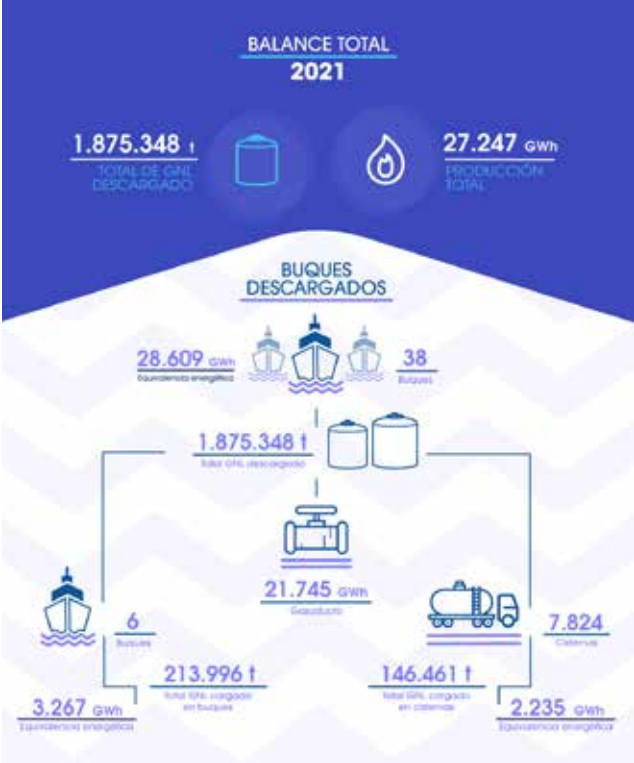 BALANCE TOTAL
2021
1.875.348 t
TOTAL DE GNL
DESCARGADO
27.247 GWh
PRODUCCIÓN
TOTAL
BUQUES
DESCARGADOS
28.609 GWh
Equivalencia energética
38
Buques
1.875.348 t
Total GNL descargado
21.745 GWh
Gasoducto
6
Buques
213.996 t
Total GNL cargado
en buques
3.267 GWh
Equivalencia energética
7.824
Cisternas
146.461 t
Total GNL cargado
en cisternas
2.235 GWh
Equivalencia energética